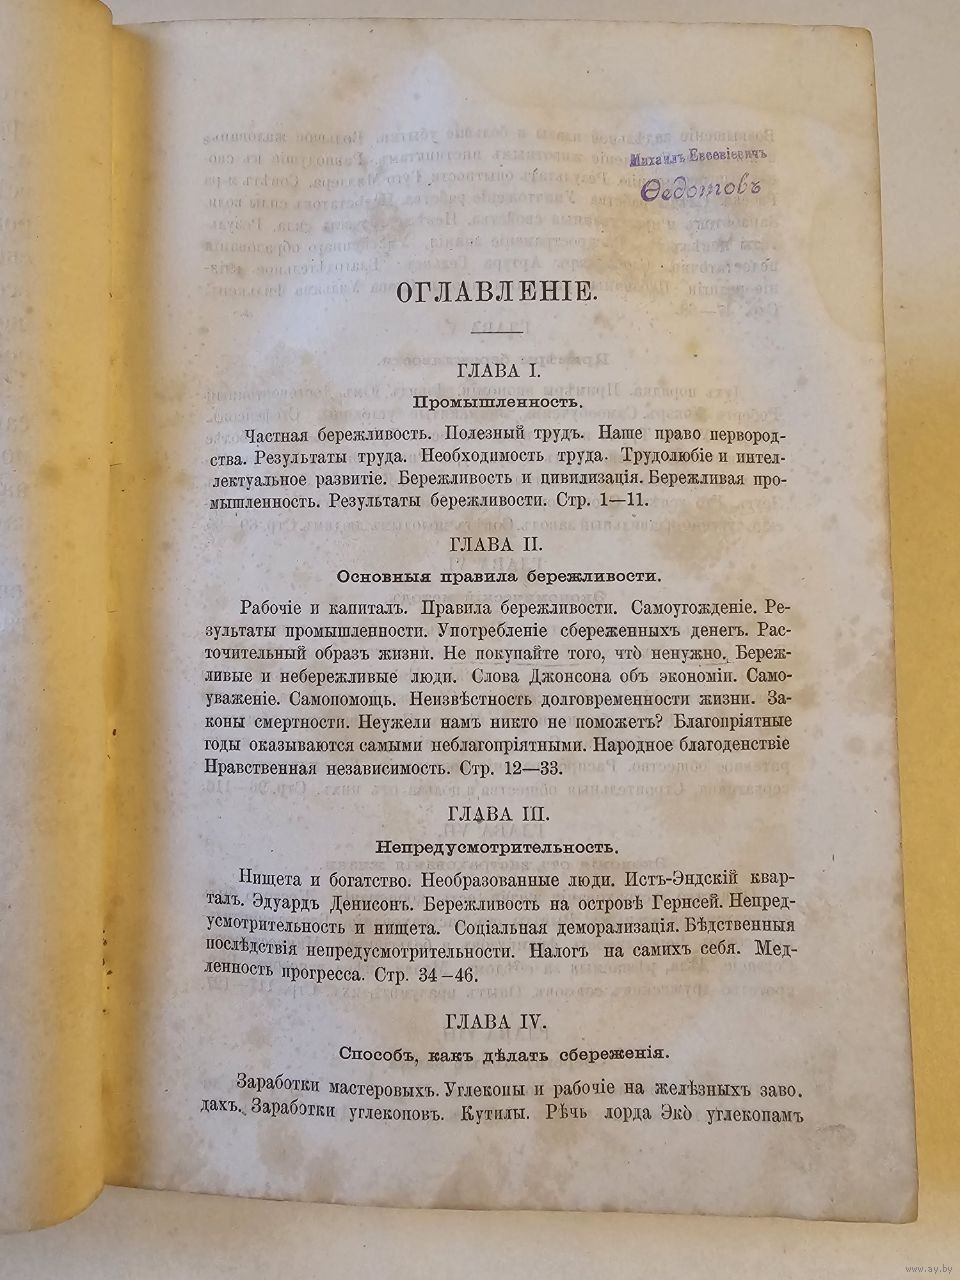 Михаилъ Евсевіевичъ
Ѳедотовъ
ОГЛАВЛЕНІЕ.
ГЛАВА I.
Промышленность.
Частная бережливость. Полезный трудъ. Наше право первород-
ства. Результаты труда. Необходимость труда. Трудолюбіе и интел-
лектуальное развитіе. Бережливость и цивилизація. Бережливая про-
мышленность. Результаты бережливости. Стр. 1—11.
ГЛАВА II.
Основныя правила бережливости.
Рабочіе и капиталъ. Правила бережливости. Самоугожденіе. Ре-
зультаты промышленности. Употребленіе сбереженныхъ денегъ. Рас-
точительный образъ жизни. Не покупайте того, что̀ ненужно. Береж-
ливые и небережливые люди. Слова Джонсона объ экономіи. Само-
уваженіе. Самопомощь. Неизвѣстность долговременности жизни. За-
коны смертности. Неужели намъ никто не поможетъ? Благопріятные
годы оказываются самыми неблагопріятными. Народное благоденствіе
Нравственная независимость. Стр. 12—33.
ГЛАВА III.
Непредусмотрительность.
Нищета и богатство. Необразованные люди. Истъ-Эндскій квар-
талъ. Эдуардъ Денисонъ. Бережливость на островѣ Гернсей. Непред-
усмотрительность и нищета. Соціальная деморализація. Бѣдственныя
послѣдствія непредусмотрительности. Налогъ на самихъ себя. Мед-
ленность прогресса. Стр. 34—46.
ГЛАВА IV.
Способъ, какъ дѣлать сбереженія.
Заработки мастеровыхъ. Углекопы и рабочіе на желѣзныхъ заво.
дахъ. Заработки углекоповъ. Кутилы. Рѣчь лорда Эко̀ углекопамъ
www.ay.by